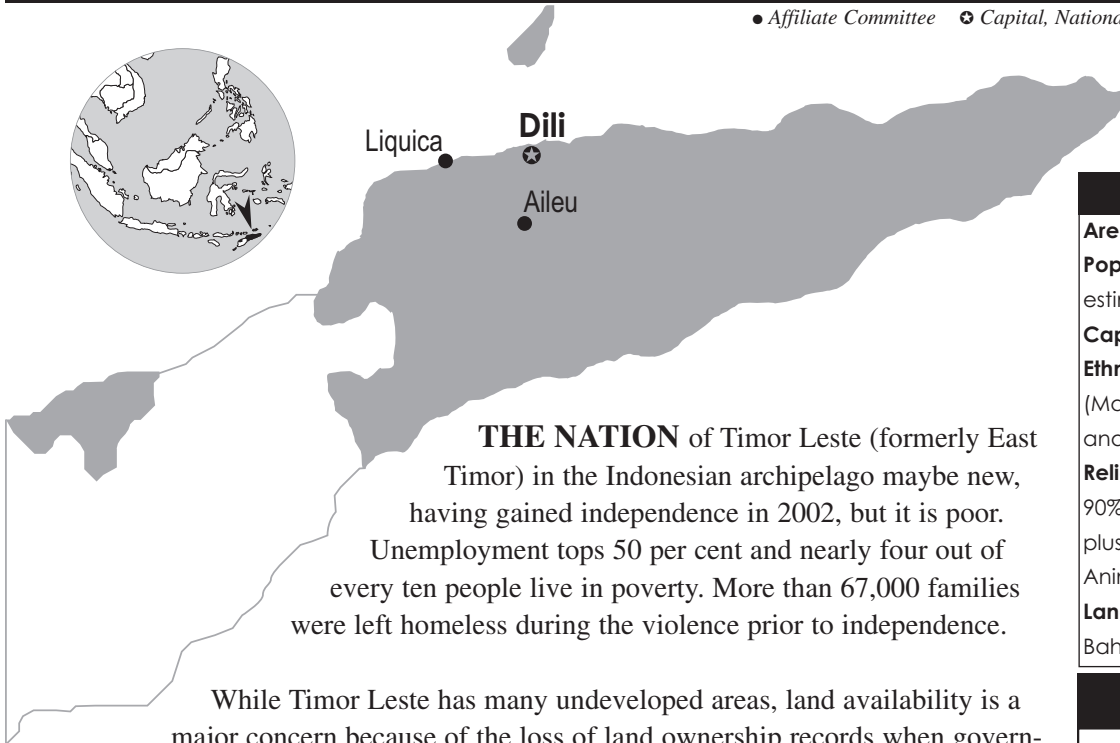 ● Affiliate Committee ✪ Capital, Nationa
Liquica
Dili
Aileu
THE NATION of Timor Leste (formerly East
Timor) in the Indonesian archipelago maybe new,
having gained independence in 2002, but it is poor.
Unemployment tops 50 per cent and nearly four out of
every ten people live in poverty. More than 67,000 families
were left homeless during the violence prior to independence.
While Timor Leste has many undeveloped areas, land availability is a
major concern because of the loss of land ownership records when govern-
Are
Pop
esti
Cap
Ethn
and
Reli
90%
plus
Ani
Lan
Bah